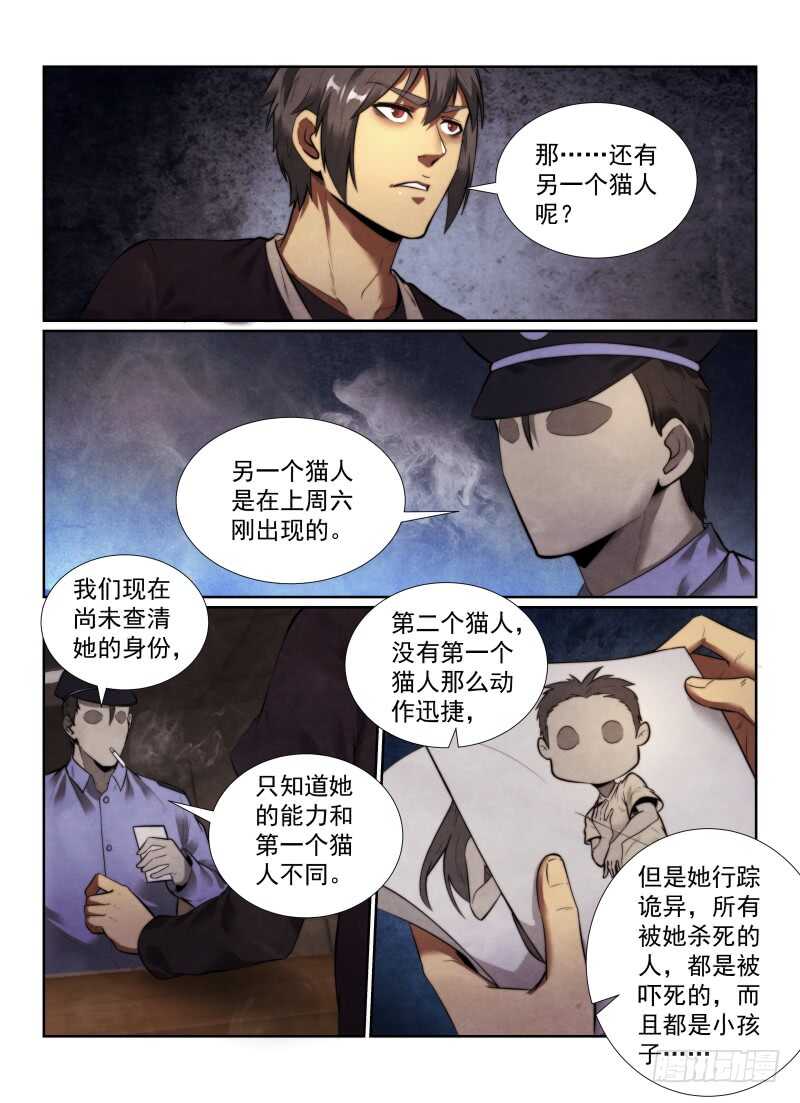 那……还有
另一个猫人
呢？
另一个猫人
是在上周六
刚出现的。
我们现在
尚未查清
她的身份，
只知道她
的能力和
第一个猫
人不同。
第二个猫人，
没有第一个
猫人那么动
作迅捷，
但是她行踪
诡异，所有
被她杀死的
人，都是被
吓死的，而
且都是小孩
子……
腾讯动漫